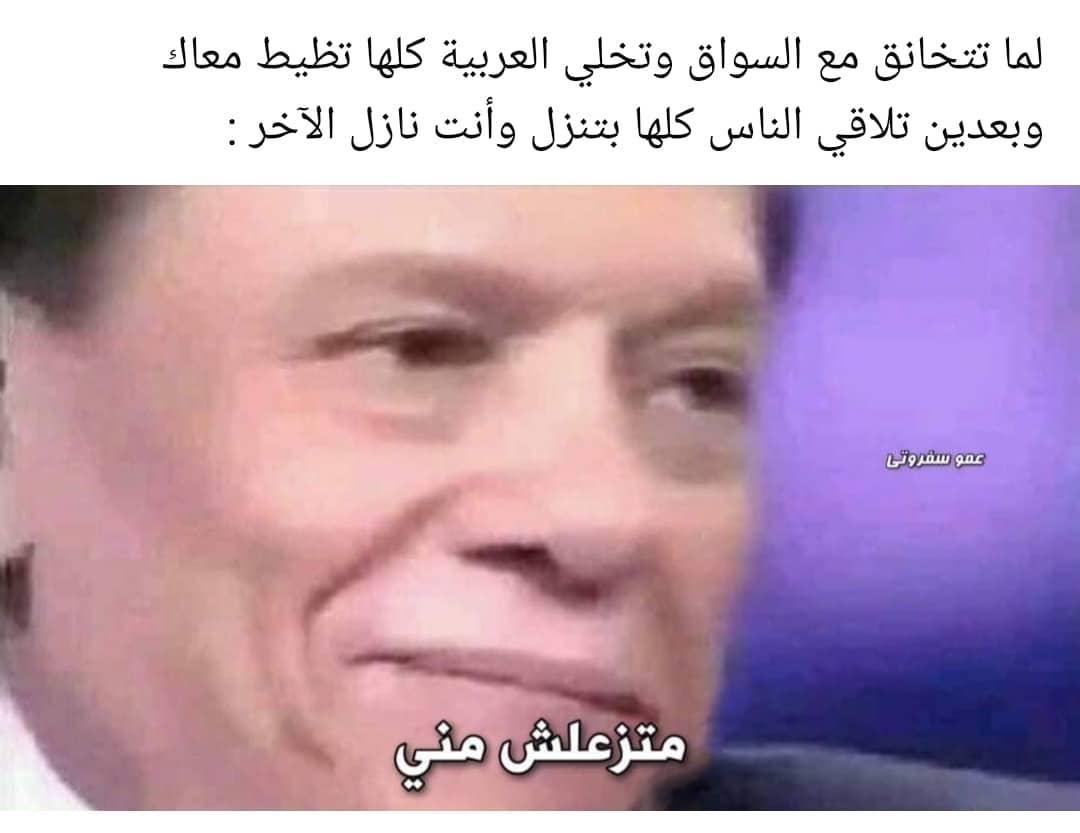 لما تتخانق مع السواق وتخلي العربية كلها تظيط معاك
وبعدين تلاقي الناس كلها بتنزل وأنت نازل الآخر :
عمو سفروتى
متزعلش مني